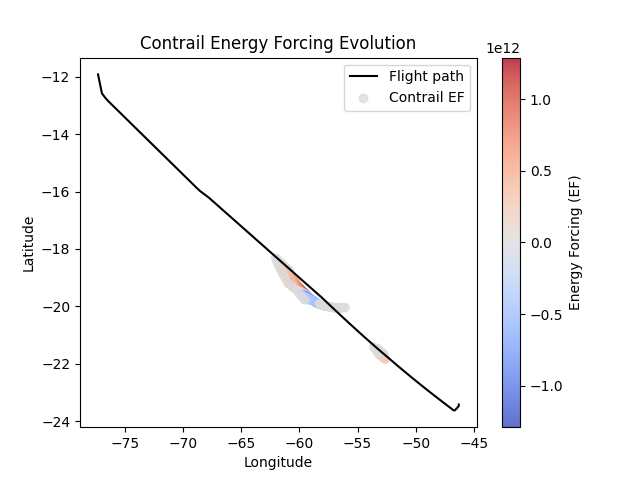 Contrail Energy Forcing Evolution
1e12
Flight path
Contrail EF
−12
−14
−16
−18
−20
−22
−24
Latitude
−75
−70
−65
−60
−55
−50
−45
Longitude
1.0
0.5
0.0
−0.5
−1.0
Energy Forcing (EF)